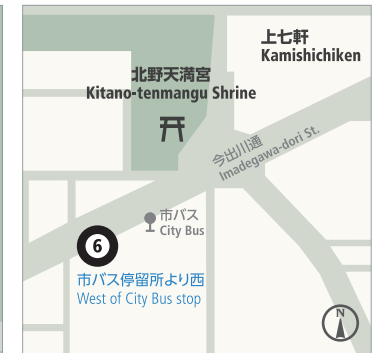 上七軒
Kamishichiken
北野天満宮
Kitano-tenmangu Shrine
今出川通
Imadegawa-dori St.
市バス
City Bus
6
市バス停留所より西
West of City Bus stop
N